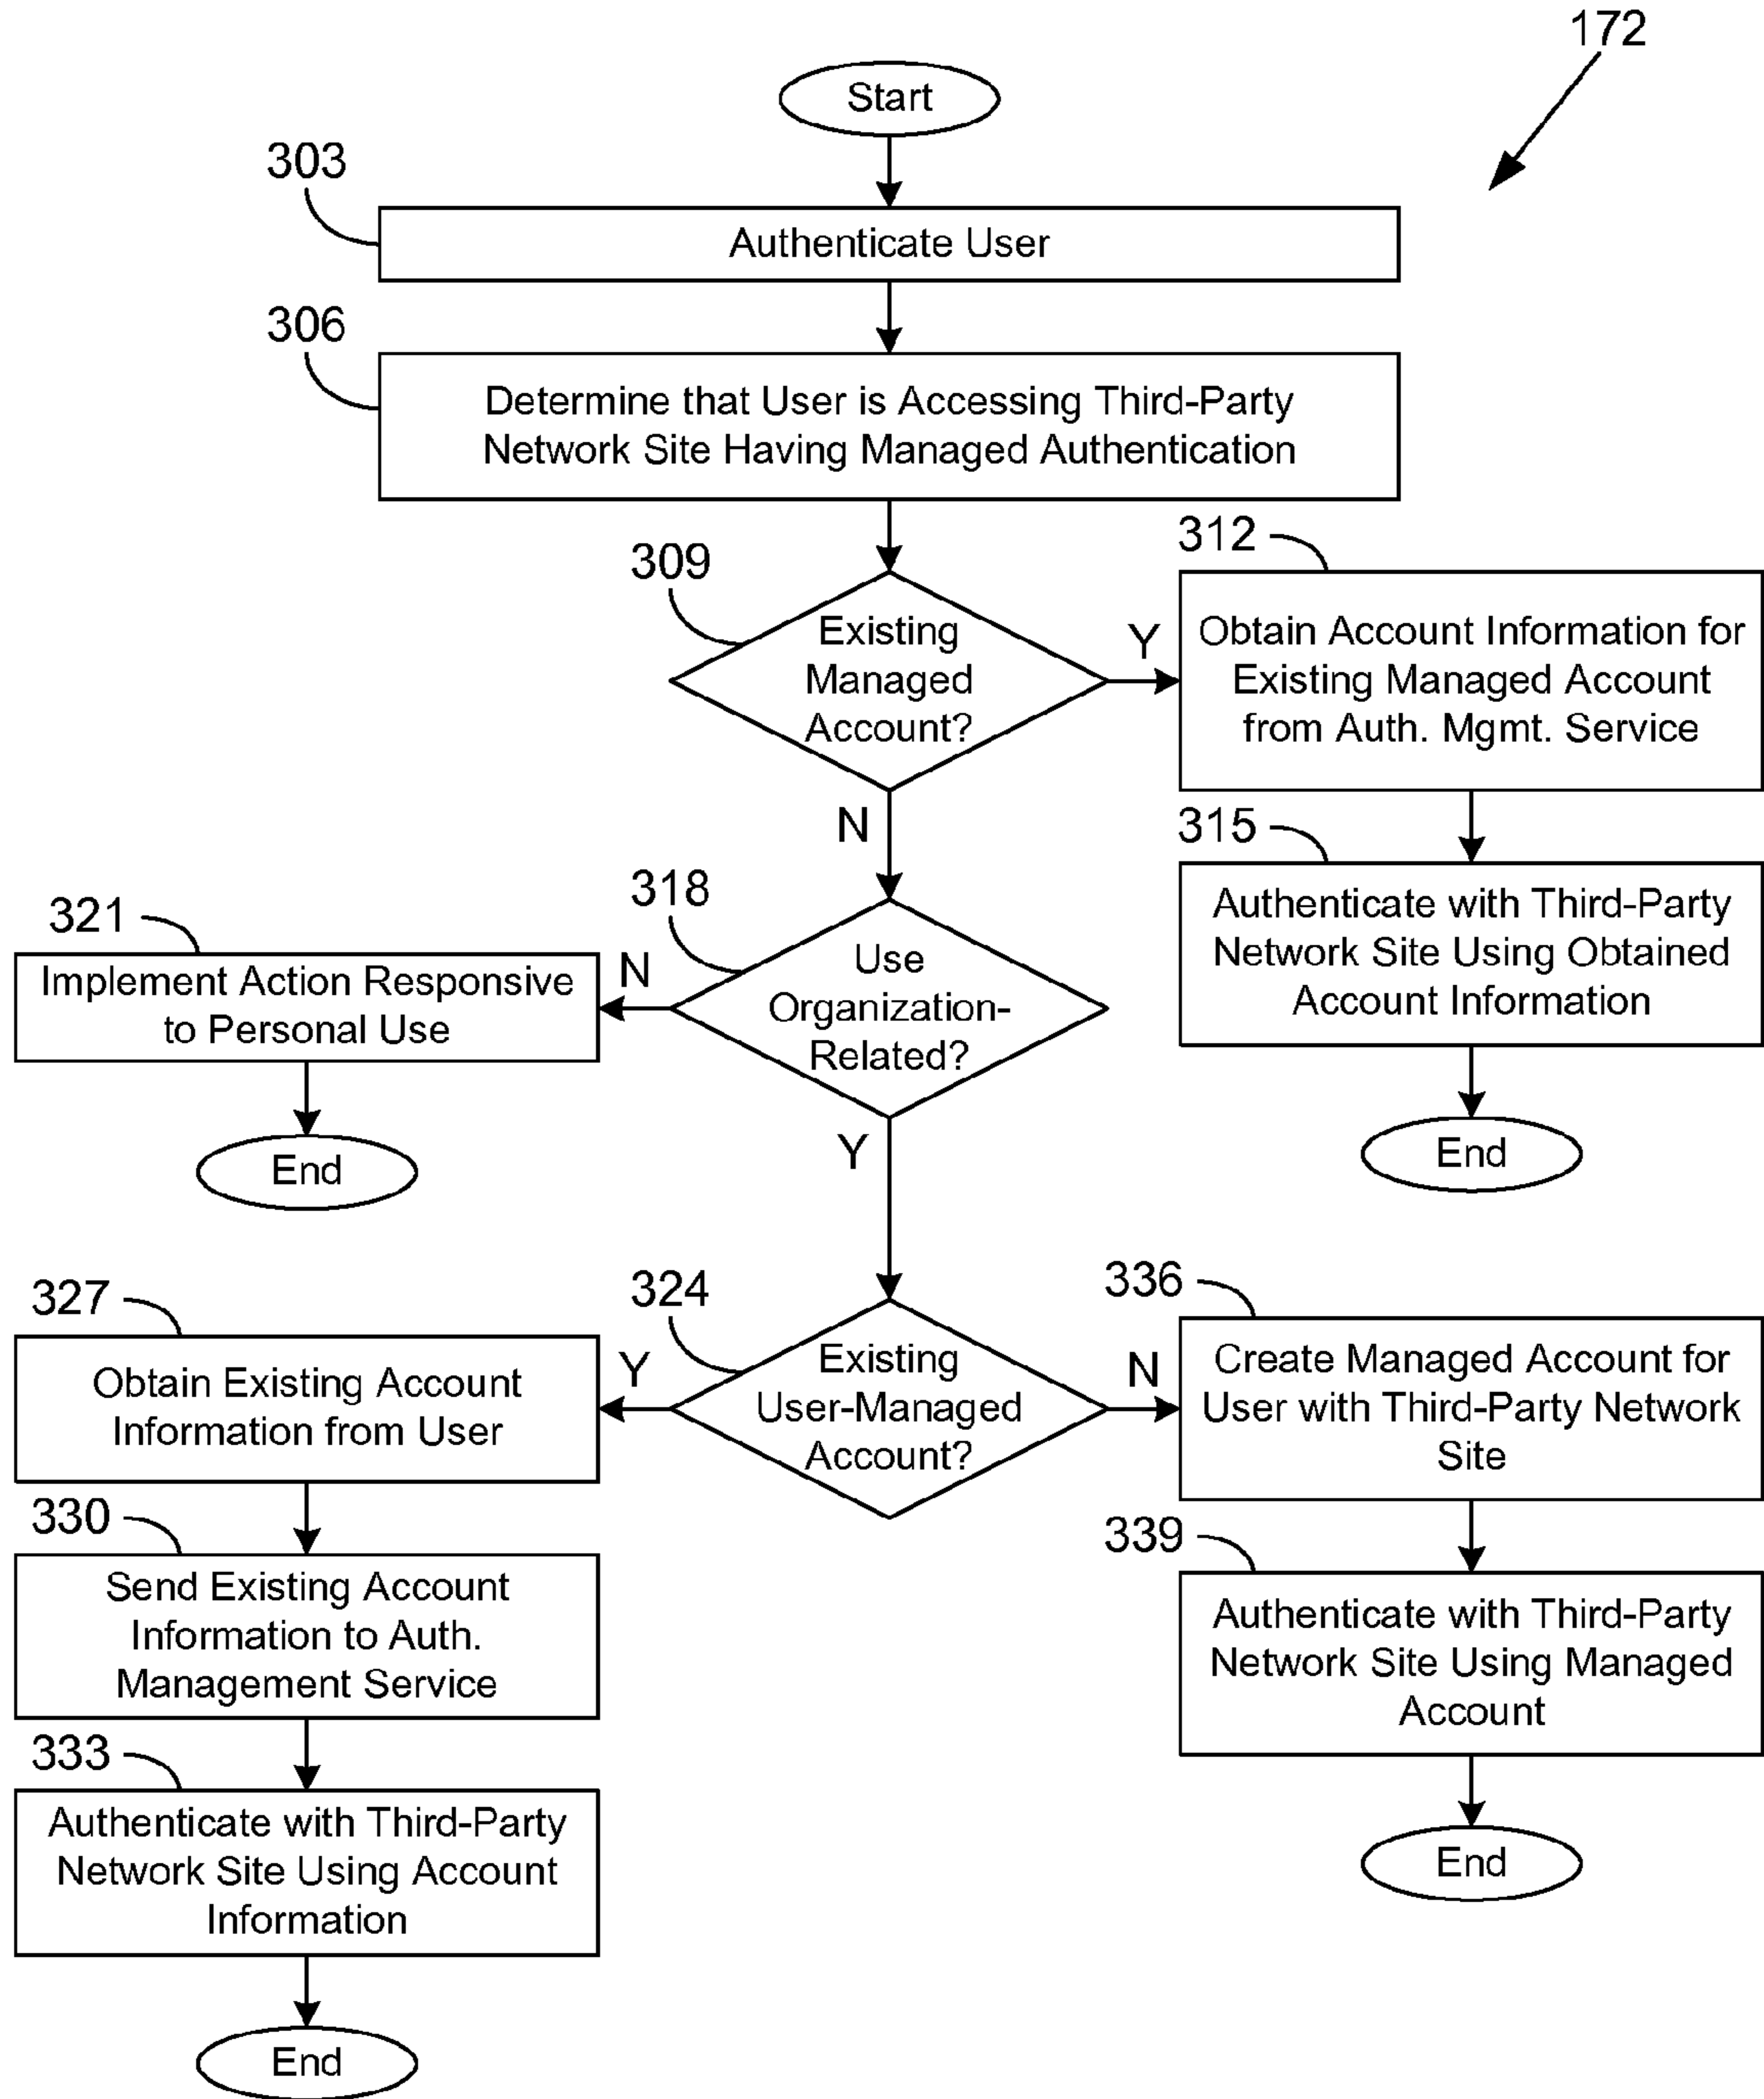 172
Start
303
Authenticate User
306
Determine that User is Accessing Third-Party
Network Site Having Managed Authentication
309
Existing
Managed
Account?
Y
312
Obtain Account Information for
Existing Managed Account
from Auth. Mgmt. Service
N
315
Authenticate with Third-Party
Network Site Using Obtained
Account Information
End
318
Use
Organization-
Related?
N
321
Implement Action Responsive
to Personal Use
End
Y
324
Existing
User-Managed
Account?
Y
327
Obtain Existing Account
Information from User
330
Send Existing Account
Information to Auth.
Management Service
333
Authenticate with Third-Party
Network Site Using Account
Information
End
N
336
Create Managed Account for
User with Third-Party Network
Site
339
Authenticate with Third-Party
Network Site Using Managed
Account
End